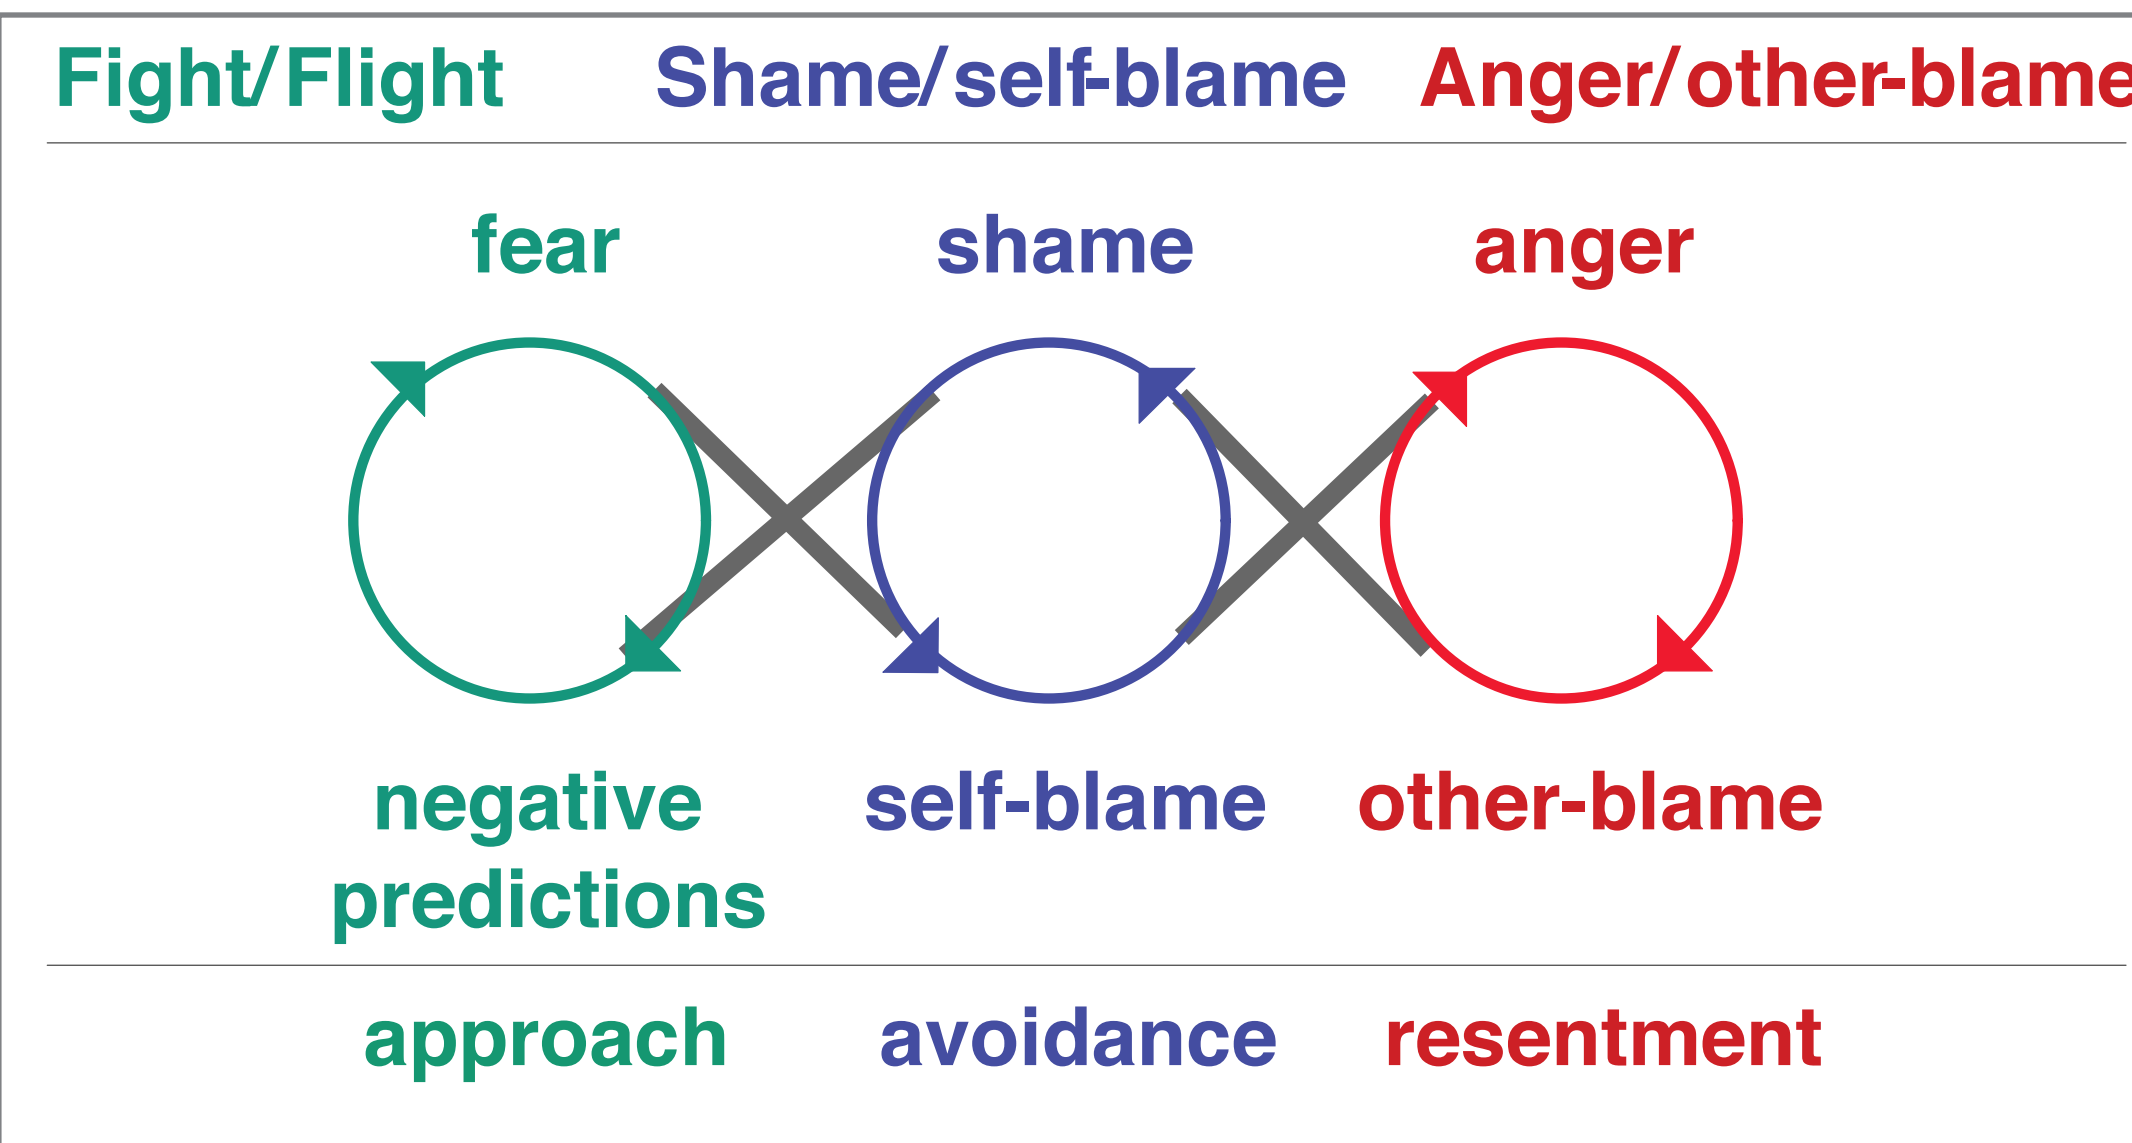 Fight/Flight Shame/self-blame Anger/other-blame
fear shame anger
negative self-blame other-blame
predictions
approach avoidance resentment